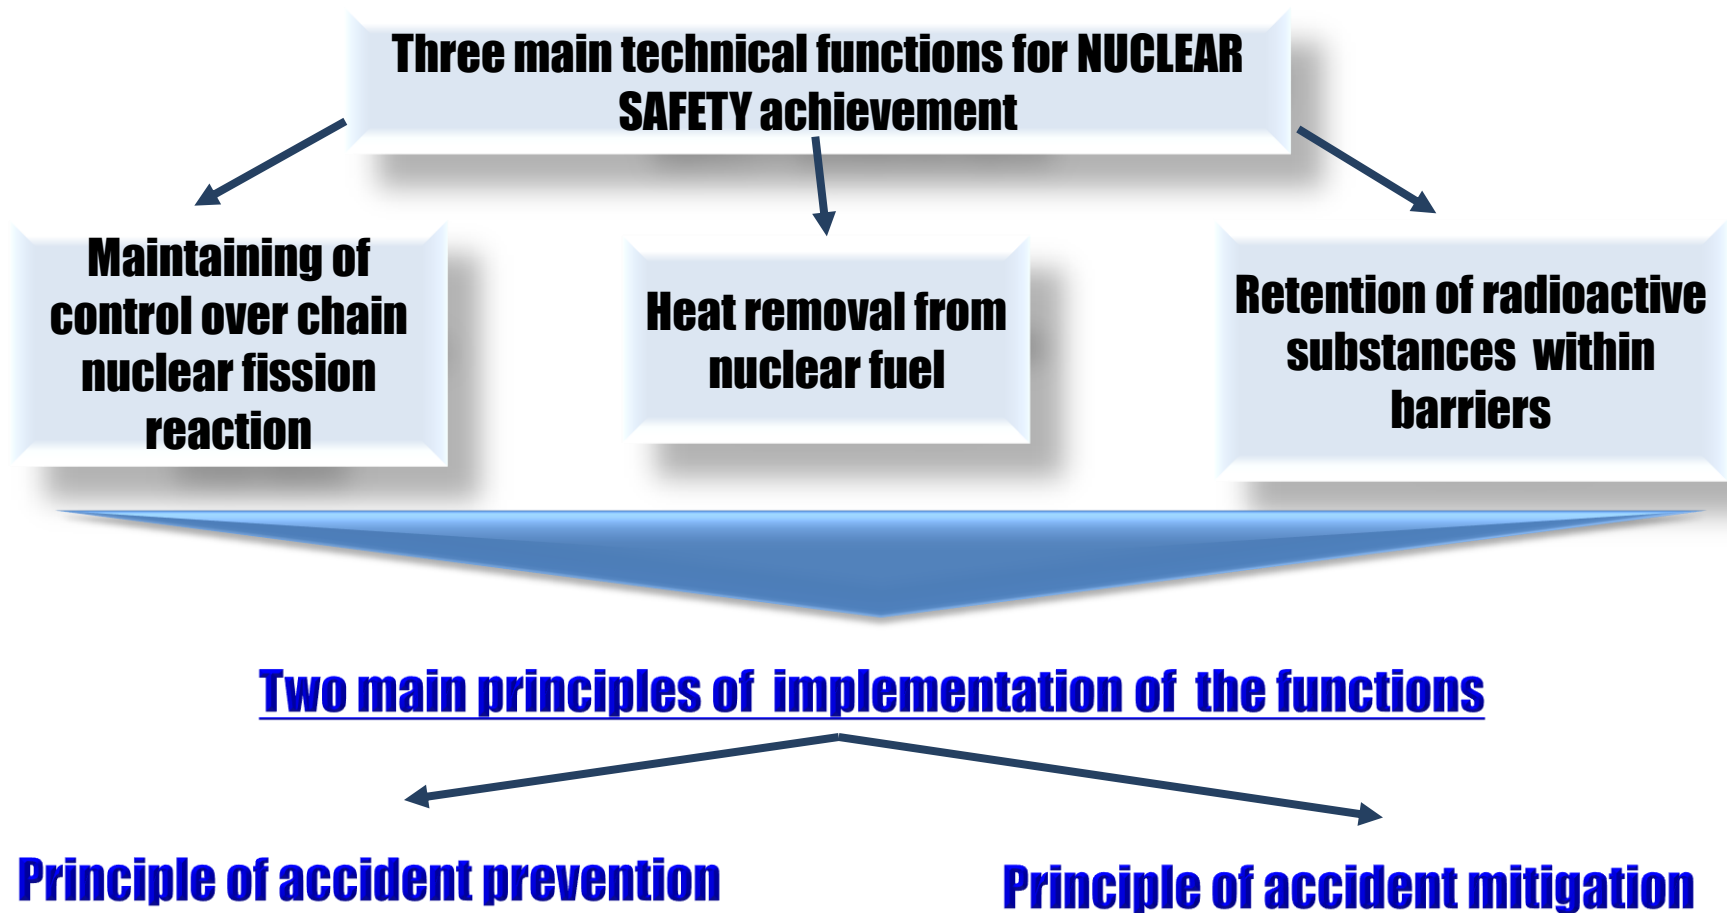 Three main technical functions for NUCLEAR
SAFETY achievement
Maintaining of
control over chain
nuclear fission
reaction
Heat removal from
nuclear fuel
Retention of radioactive
substances within
barriers
Two main principles of implementation of the functions
Principle of accident prevention
Principle of accident mitigation